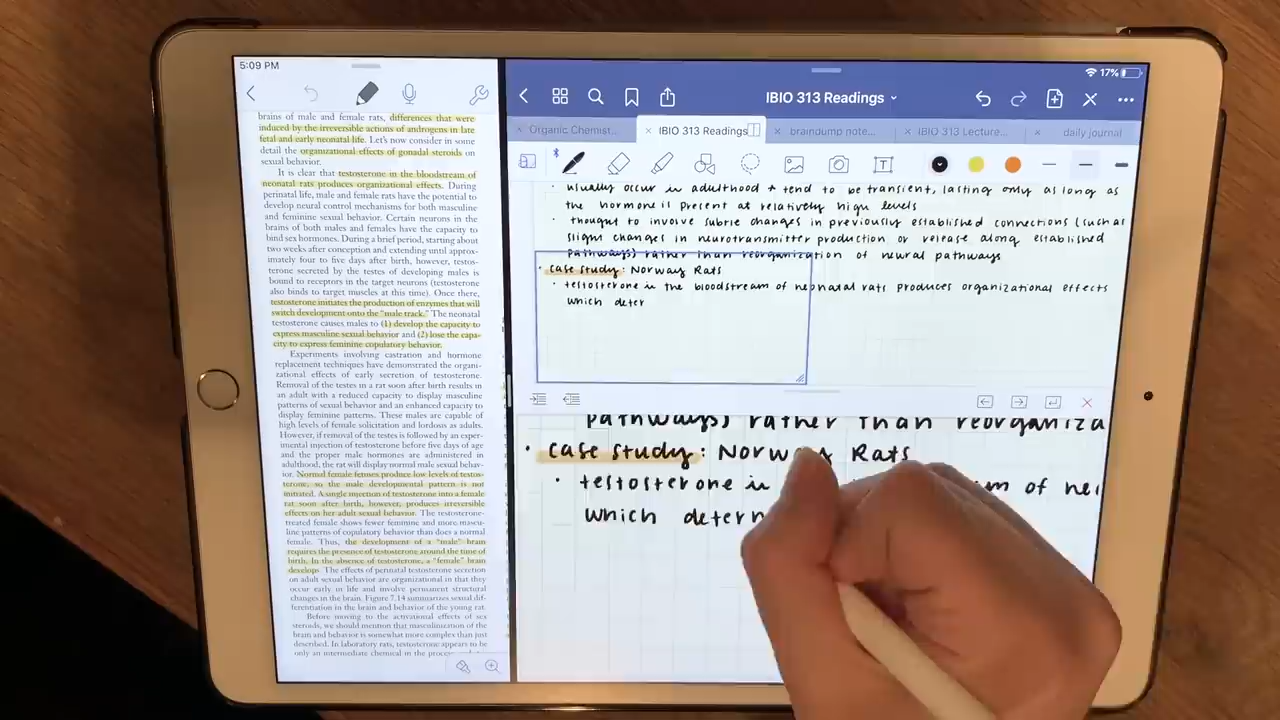 5:09 PM
brains of male and female rats, differences that were
induced by the irreversible actions of androgens in late
fetal and early neonatal life. Let's now consider in some
detail the organizational effects of gonadal steroids on
sexual behavior.
It is clear that testosterone in the bloodstream of
neonatal rats produces organizational effects. During
perinatal life, male and female rats have the potential to
develop neural control mechanisms for both masculine
and feminine sexual behavior. Certain neurons in the
brains of both males and females have the capacity to
bind sex hormones. During a brief period, starting about
two weeks after conception and extending until approx-
imately four to five days after birth, however, testos-
terone secreted by the testes of developing males is
bound to receptors in the target neurons (testosterone
also binds to target muscles at this time). Once there,
testosterone initiates the production of enzymes that will
switch development onto the "male track." The neonatal
testosterone causes males to (1) develop the capacity to
express masculine sexual behavior and (2) lose the capa-
city to express feminine copulatory behavior.
Experiments involving castration and hormone
replacement techniques have demonstrated the organi-
zational effects of early secretion of testosterone.
Removal of the testes in a rat soon after birth results in
an adult with a reduced capacity to display masculine
patterns of sexual behavior and an enhanced capacity to
display feminine patterns. These males are capable of
high levels of female solicitation and lordosis as adults.
However, if removal of the testes is followed by an exper-
imental injection of testosterone before five days of age
and the proper male hormones are administered in
adulthood, the rat will display normal male sexual behav-
ior. Normal female fetuses produce low levels of testos-
terone, so the male developmental pattern is not
initiated. A single injection of testosterone into a female
rat soon after birth, however, produces irreversible
effects on her adult sexual behavior. The testosterone-
treated female shows fewer feminine and more mascu-
line patterns of copulatory behavior than does a normal
female. Thus, the development of a "male" brain
requires the presence of testosterone around the time of
birth. In the absence of testosterone, a "female" brain
develops. The effects of perinatal testosterone secretion
on adult sexual behavior are organizational in that they
occur early in life and involve permanent structural
changes in the brain. Figure 7.14 summarizes sexual dif-
ferentiation in the brain and behavior of the young rat.
Before moving to the activational effects of sex
steroids, we should mention that masculinization of the
brain and behavior is somewhat more complex than just
described. In laboratory rats, testosterone appears to be
only an intermediate chemical in the process
17%
IBIO 313 Readings
Organic Chemist...
IBIO 313 Readings
braindump note...
IBIO 313 Lecture...
daily journal
T
• usually occur in adulthood + tend to be transient, lasting only as long as
the hormone is present at relatively high levels
• thought to involve subtle changes in previously established connections (such as
slight changes in neurotransmitter production or release along established
pathways) rather than reorganization of neural pathways
• case study: Norway Rats
• testosterone in the bloodstream of neonatal rats produces organizational effects
which deter
pathways) rather than reorganiza
• case study: Norway Rats
• testosterone in of ne
which deter